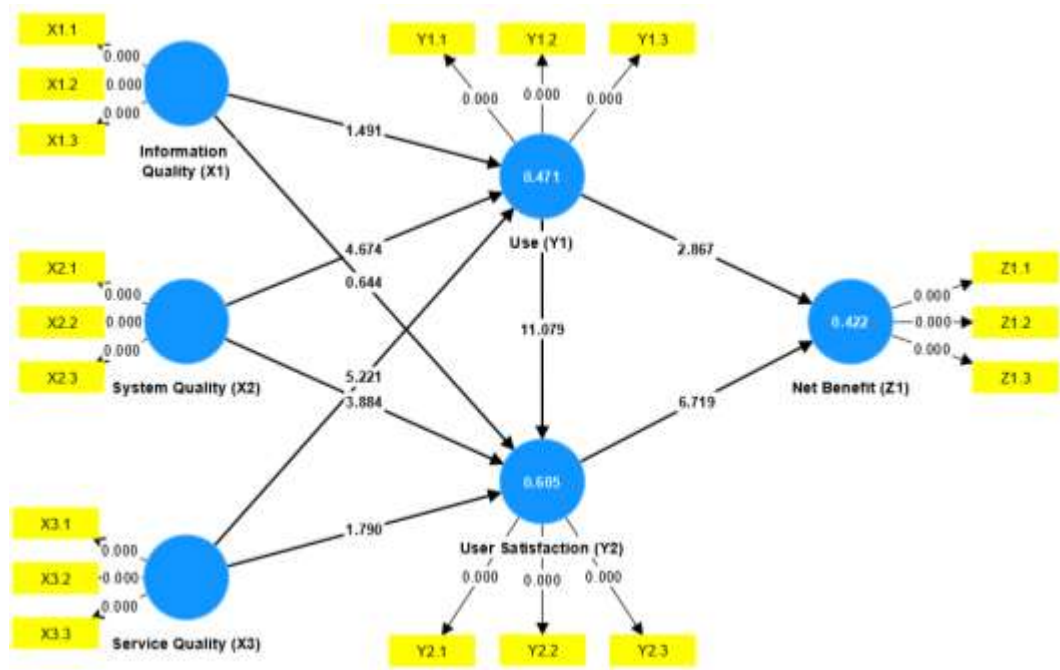 X1.1
0.000
X1.2
0.000
0.000
X1.3
Information
Quality (X1)
Y1.1
Y1.2
Y1.3
0.000
0.000
0.000
1.491
0.471
Use (Y1)
X2.1
0.000
X2.2
0.000
0.000
X2.3
System Quality (X2)
4.674
0.644
11.079
2.867
0.422
Net Benefit (Z1)
0.000
Z1.1
0.000
Z1.2
0.000
Z1.3
5.221
3.884
6.719
0.605
User Satisfaction (Y2)
1.790
X3.1
0.000
X3.2
0.000
0.000
X3.3
Service Quality (X3)
0.000
0.000
0.000
Y2.1
Y2.2
Y2.3